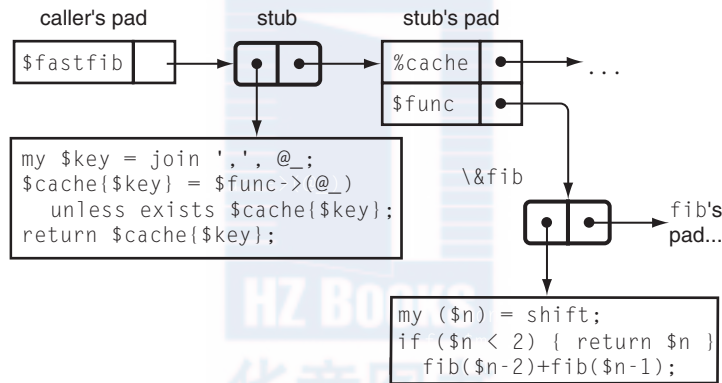 caller's pad
stub
stub's pad
$fastfib
%cache
...
$func
my $key = join ',', @_;
$cache{$key} = $func->(@_)
unless exists $cache{$key};
return $cache{$key};
\&fib
fib's
pad...
my ($n) = shift;
if ($n < 2) { return $n }
fib($n-2)+fib($n-1);
HZ BOOKS